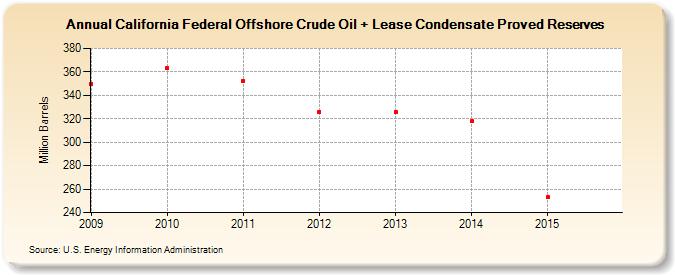 Annual California Federal Offshore Crude Oil + Lease Condensate Proved Reserves
Million Barrels
380
360
340
320
300
280
260
240
2009 2010 2011 2012 2013 2014 2015
Source: U.S. Energy Information Administration